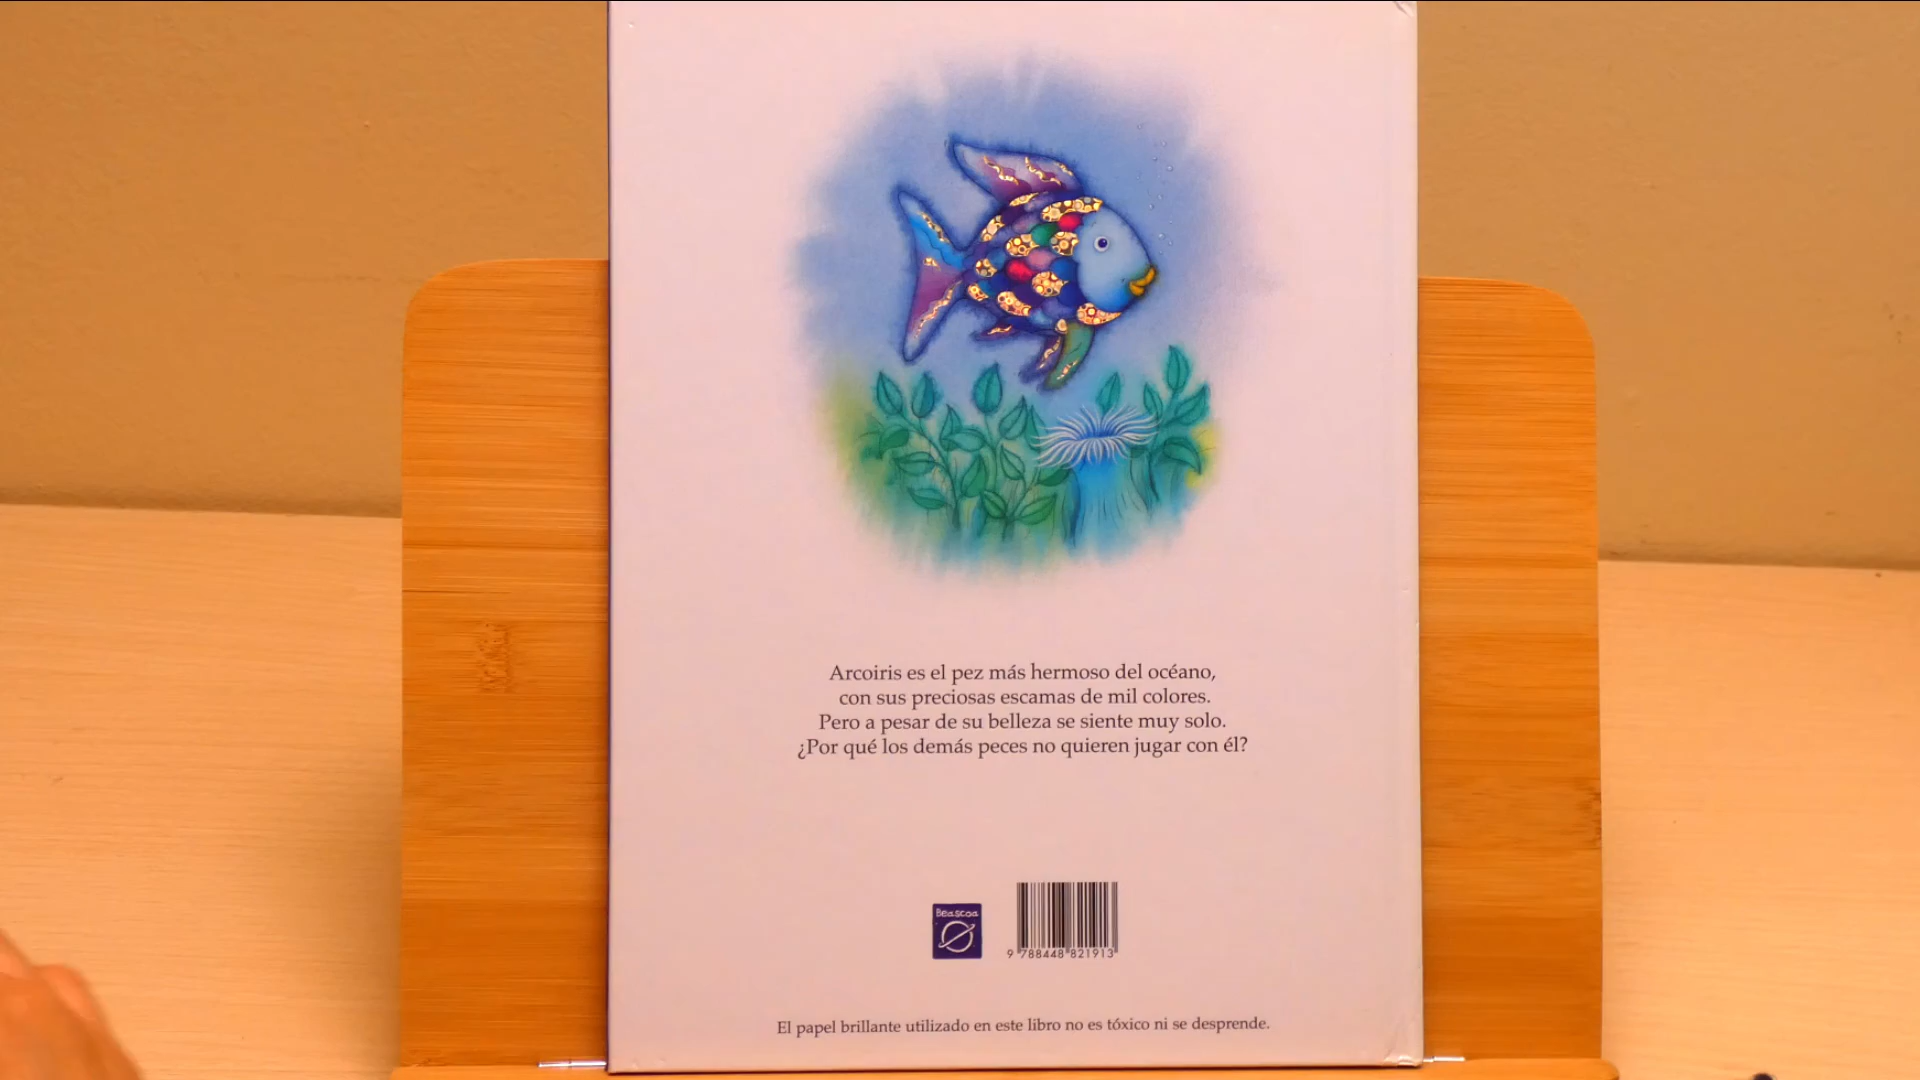 Arcoiris es el pez más hermoso del océano,
con sus preciosas escamas de mil colores.
Pero a pesar de su belleza se siente muy solo.
¿Por qué los demás peces no quieren jugar con él?
Beascoa
9 788448 821913
El papel brillante utilizado en este libro no es tóxico ni se desprende.